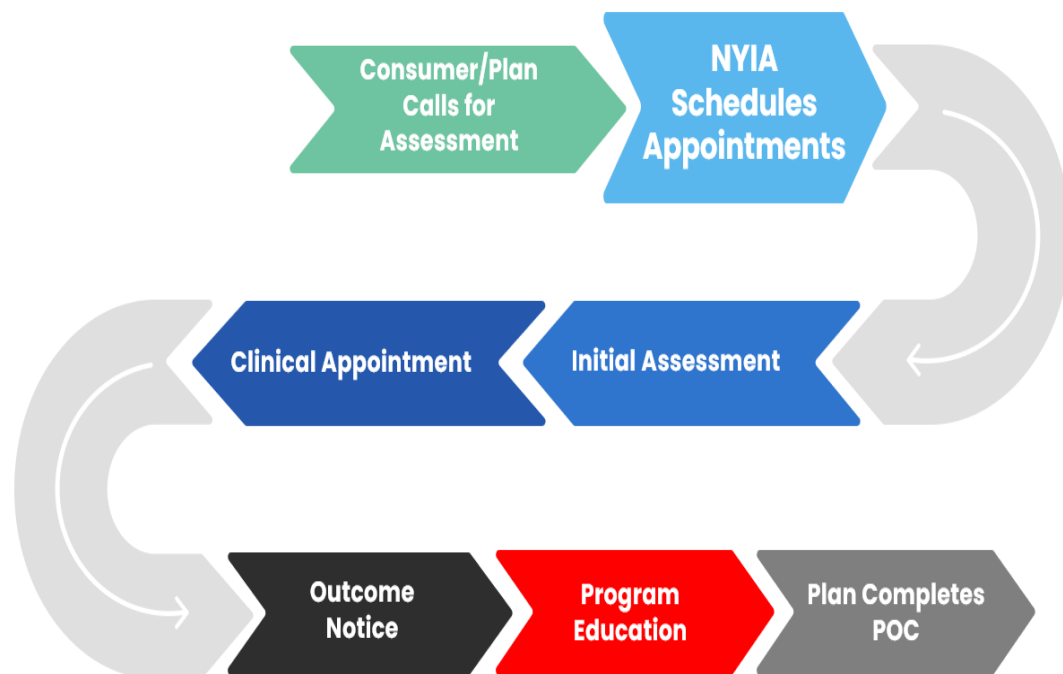 Consumer/Plan
Calls for
Assessment
NYIA
Schedules
Appointments
Initial Assessment
Clinical Appointment
Outcome
Notice
Program
Education
Plan Completes
POC